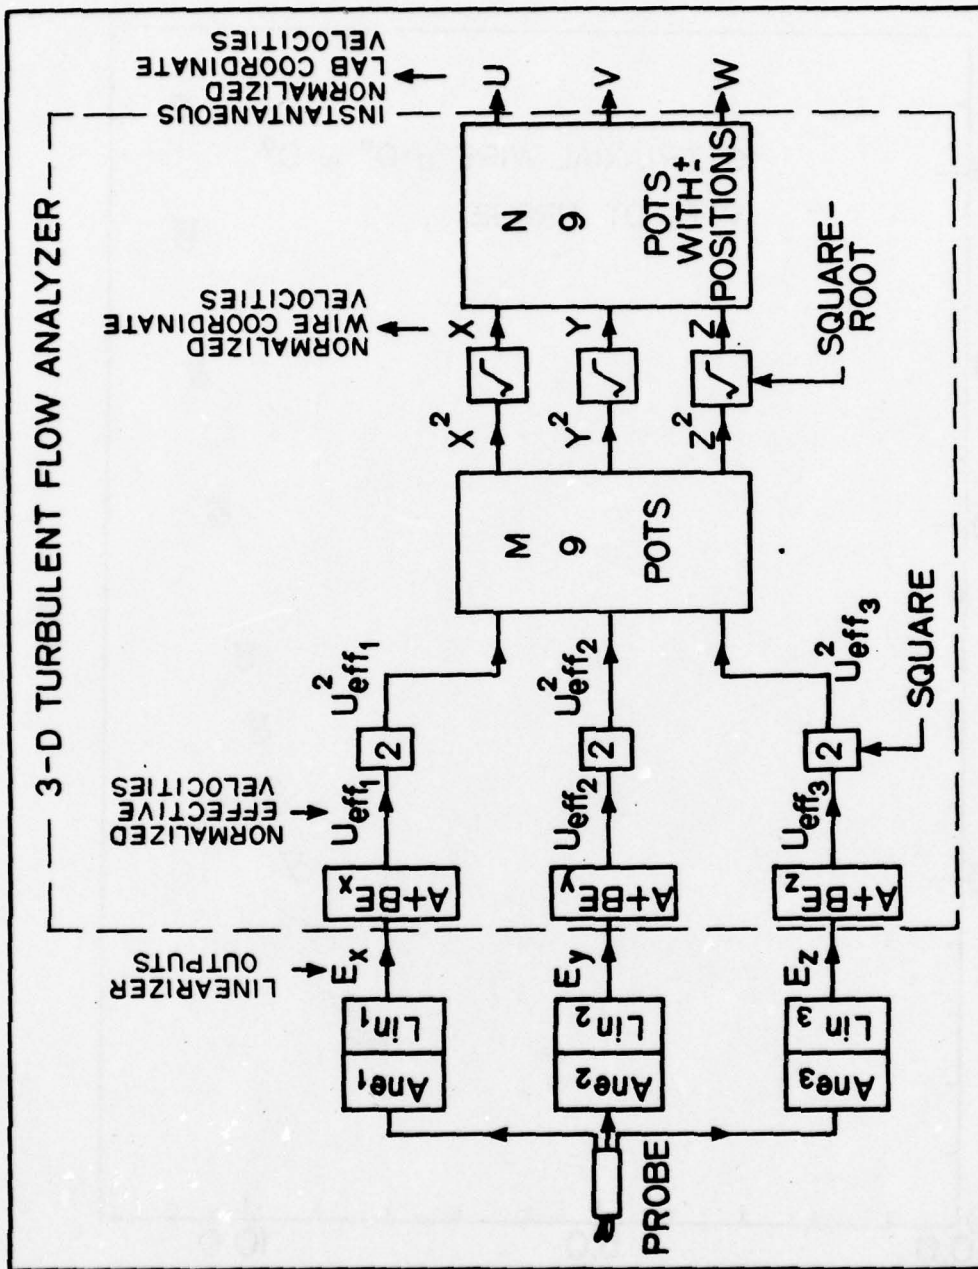 3-D TURBULENT FLOW ANALYZER
LINEARIZER
OUTPUTS
NORMALIZED
EFFECTIVE
VELOCITIES
NORMALIZED
WIRE COORDINATE
VELOCITIES
INSTANTANEOUS
NORMALIZED
LAB COORDINATE
VELOCITIES
PROBE
Ane₁ Lin₁
Eₓ
A+BEₓ
Ueff₁
2
U²eff₁
Ane₂ Lin₂
Ey
A+BEy
Ueff₂
2
U²eff₂
Ane₃ Lin₃
Ez
A+BEz
Ueff₃
2
U²eff₃
SQUARE
M
9
POTS
X²
√
X
Y²
√
Y
Z²
√
Z
SQUARE-
ROOT
N
9
POTS
WITH ±
POSITIONS
U
V
W